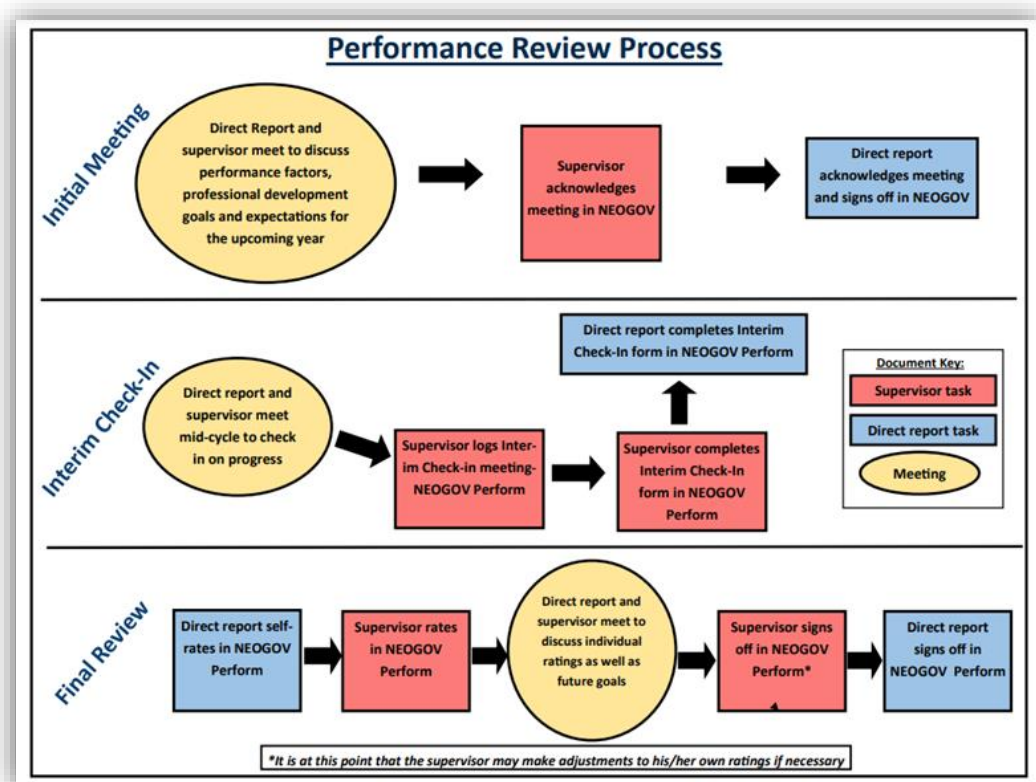 Performance Review Process
Initial Meeting
Direct Report and
supervisor meet to discuss
performance factors,
professional development
goals and expectations for
the upcoming year
Supervisor
acknowledges
meeting in NEOGOV
Direct report
acknowledges meeting
and signs off in NEOGOV
Interim Check-In
Direct report and
supervisor meet
mid-cycle to check
in on progress
Supervisor logs Inter-
im Check-in meeting-
NEOGOV Perform
Supervisor completes
Interim Check-In
form in NEOGOV
Perform
Direct report completes Interim
Check-In form in NEOGOV Perform
Document Key:
Supervisor task
Direct report task
Meeting
Final Review
Direct report self-
rates in NEOGOV
Perform
Supervisor rates
in NEOGOV
Perform
Direct report and
supervisor meet to
discuss individual
ratings as well as
future goals
Supervisor signs
off in NEOGOV
Perform*
Direct report
signs off in
NEOGOV Perform
*It is at this point that the supervisor may make adjustments to his/her own ratings if necessary